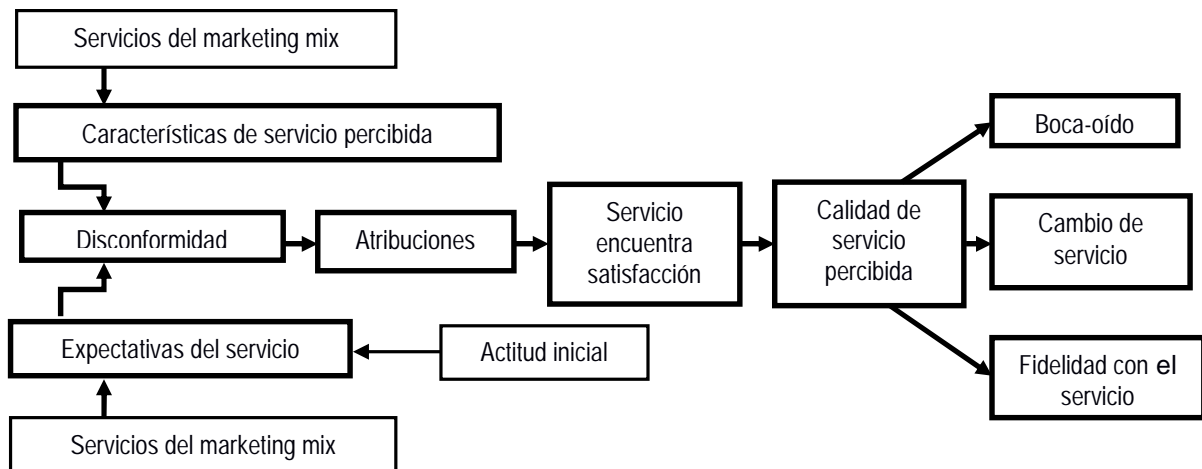 Servicios del marketing mix
Características de servicio percibida
Disconformidad
Atribuciones
Servicio
encuentra
satisfacción
Calidad de
servicio
percibida
Boca-oído
Cambio de
servicio
Fidelidad con el
servicio
Expectativas del servicio
Actitud inicial
Servicios del marketing mix